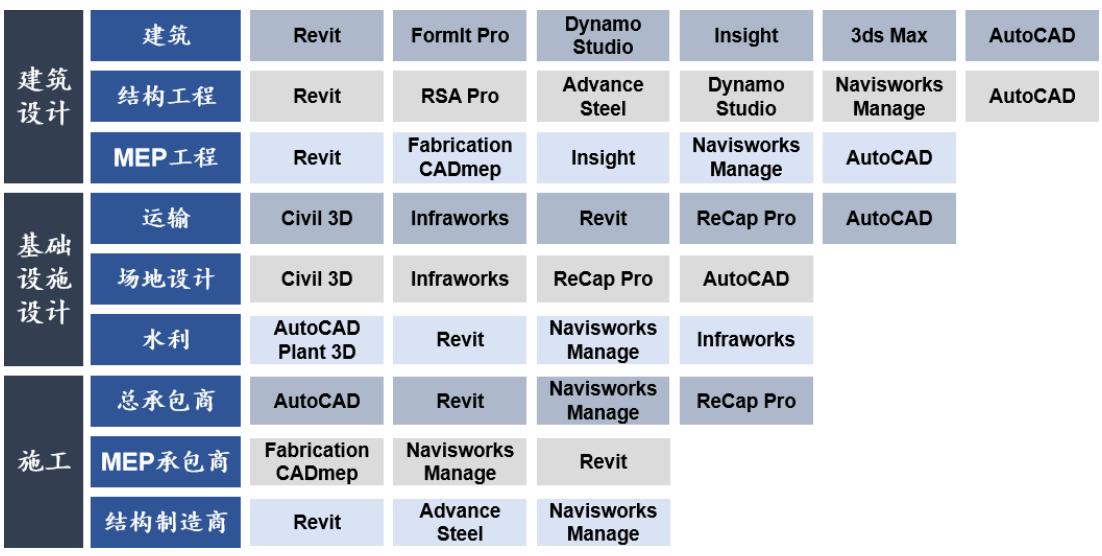 建筑
设计
建筑
Revit
FormIt Pro
Dynamo
Studio
Insight
3ds Max
AutoCAD
结构工程
Revit
RSA Pro
Advance
Steel
Dynamo
Studio
Navisworks
Manage
AutoCAD
MEP工程
Revit
Fabrication
CADmep
Insight
Navisworks
Manage
AutoCAD
基础
设施
设计
运输
Civil 3D
Infraworks
Revit
ReCap Pro
AutoCAD
场地设计
Civil 3D
Infraworks
ReCap Pro
AutoCAD
水利
AutoCAD
Plant 3D
Revit
Navisworks
Manage
Infraworks
施工
总承包商
AutoCAD
Revit
Navisworks
Manage
ReCap Pro
MEP承包商
Fabrication
CADmep
Navisworks
Manage
Revit
结构制造商
Revit
Advance
Steel
Navisworks
Manage